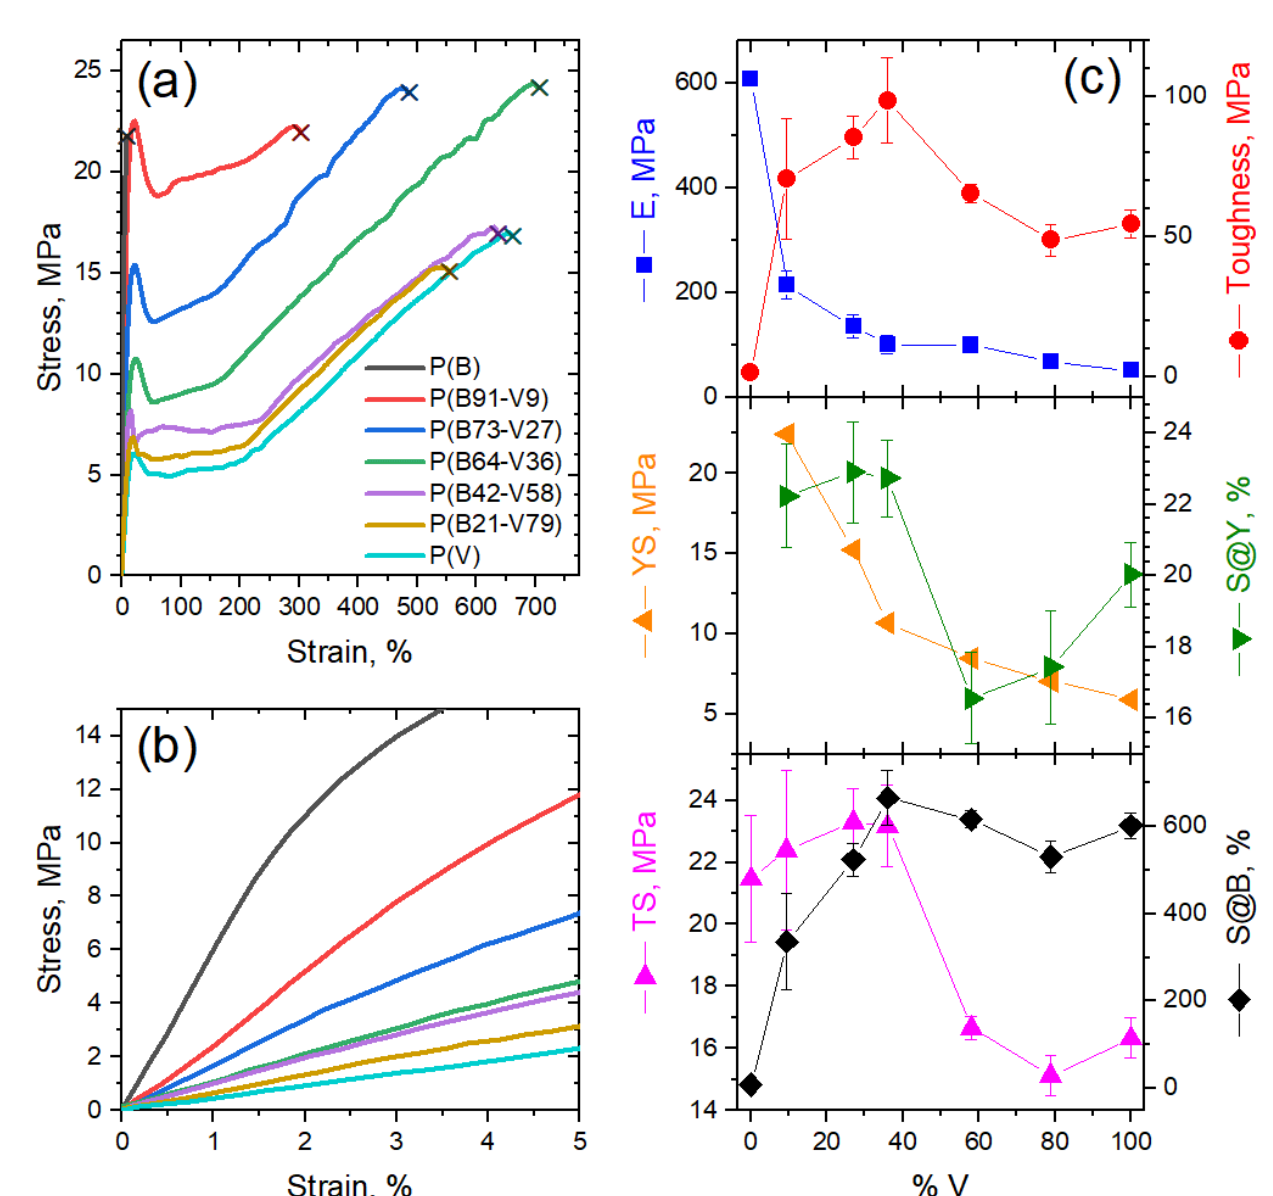 (a)
25
20
15
10
5
0
Stress, MPa
P(B)
P(B91-V9)
P(B73-V27)
P(B64-V36)
P(B42-V58)
P(B21-V79)
P(V)
0 100 200 300 400 500 600 700
Strain, %
(b)
14
12
10
8
6
4
2
0
Stress, MPa
0 1 2 3 4 5
Strain, %
(c)
600
400
200
0
E, MPa
100
50
0
Toughness, MPa
20
15
10
5
YS, MPa
24
22
20
18
16
S@Y, %
24
22
20
18
16
14
TS, MPa
600
400
200
0
S@B, %
0 20 40 60 80 100
% V